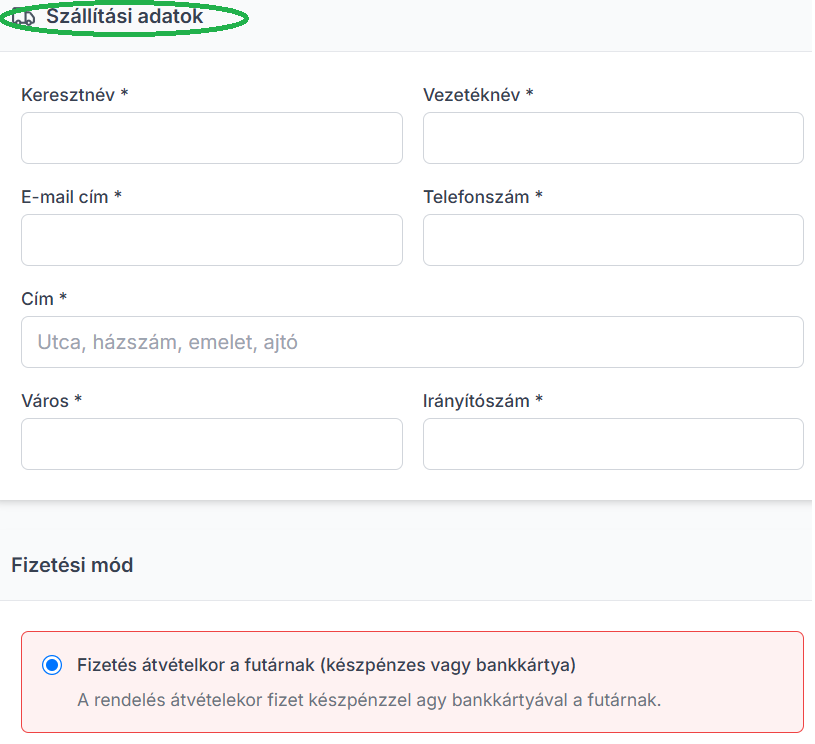 Szállítási adatok
Keresztnév * Vezetéknév *
E-mail cím * Telefonszám *
Cím *
Utca, házszám, emelet, ajtó
Város * Irányítószám *
Fizetési mód
Fizetés átvételkor a futárnak (készpénzes vagy bankkártya)
A rendelés átvételekor fizet készpénzzel agy bankkártyával a futárnak.